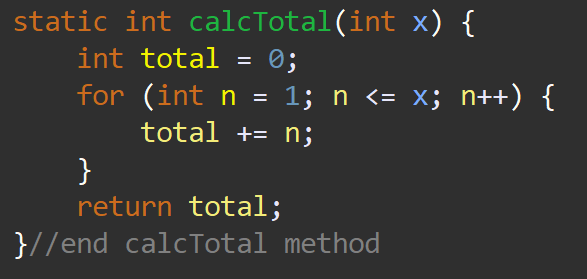 static int calcTotal(int x) {
    int total = 0;
    for (int n = 1; n <= x; n++) {
        total += n;
    }
    return total;
}//end calcTotal method